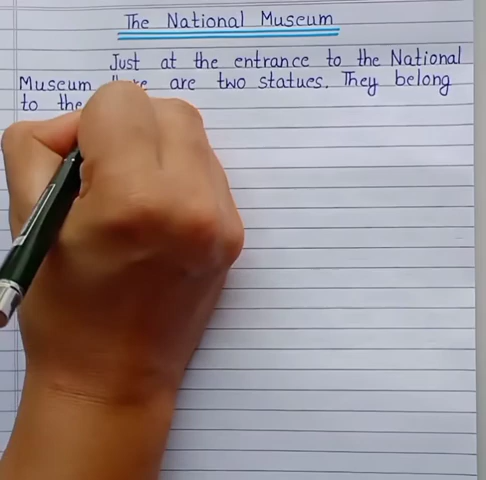 The National Museum
Just at the entrance to the National
Museum are two statues. They belong
to the